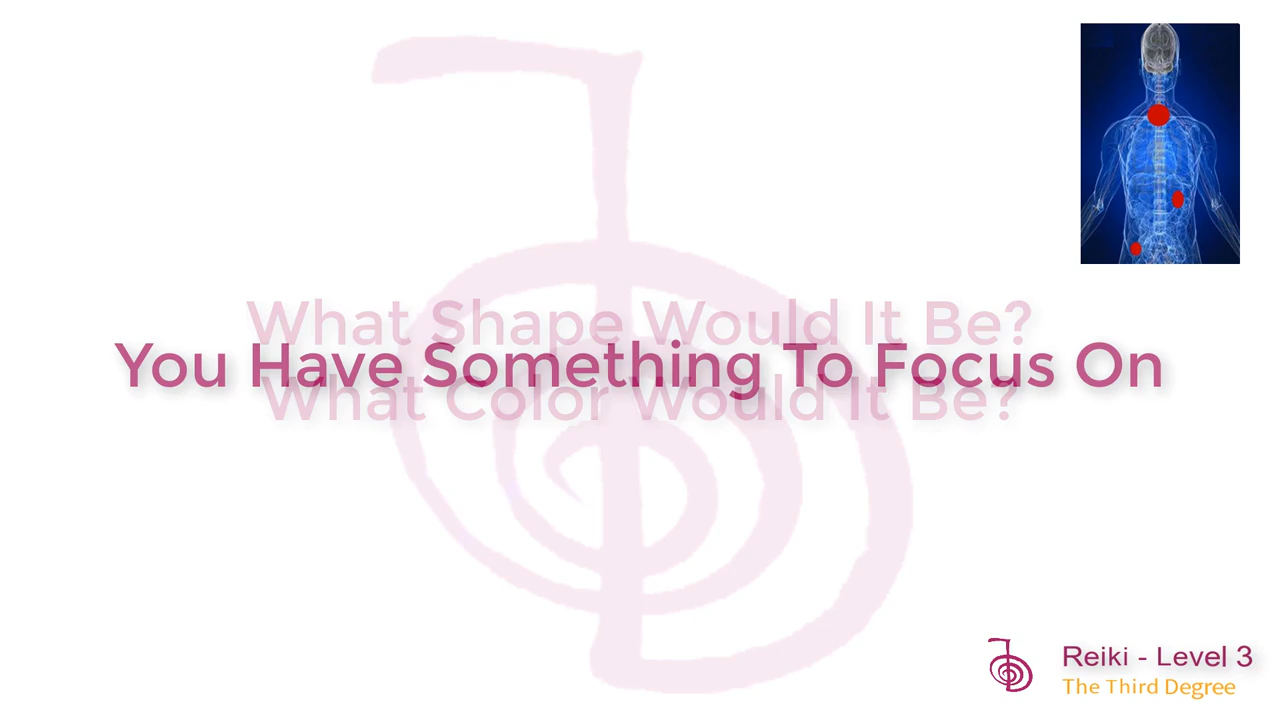 What Shape Would It Be?
You Have Something To Focus On
What Color Would It Be?
Reiki - Level 3
The Third Degree